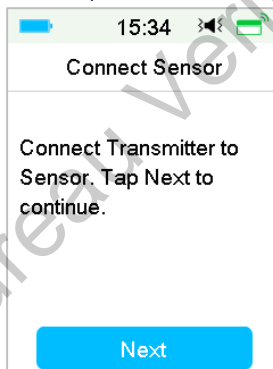 15:34
Connect Sensor
Connect Transmitter to
Sensor. Tap Next to
continue.
Next